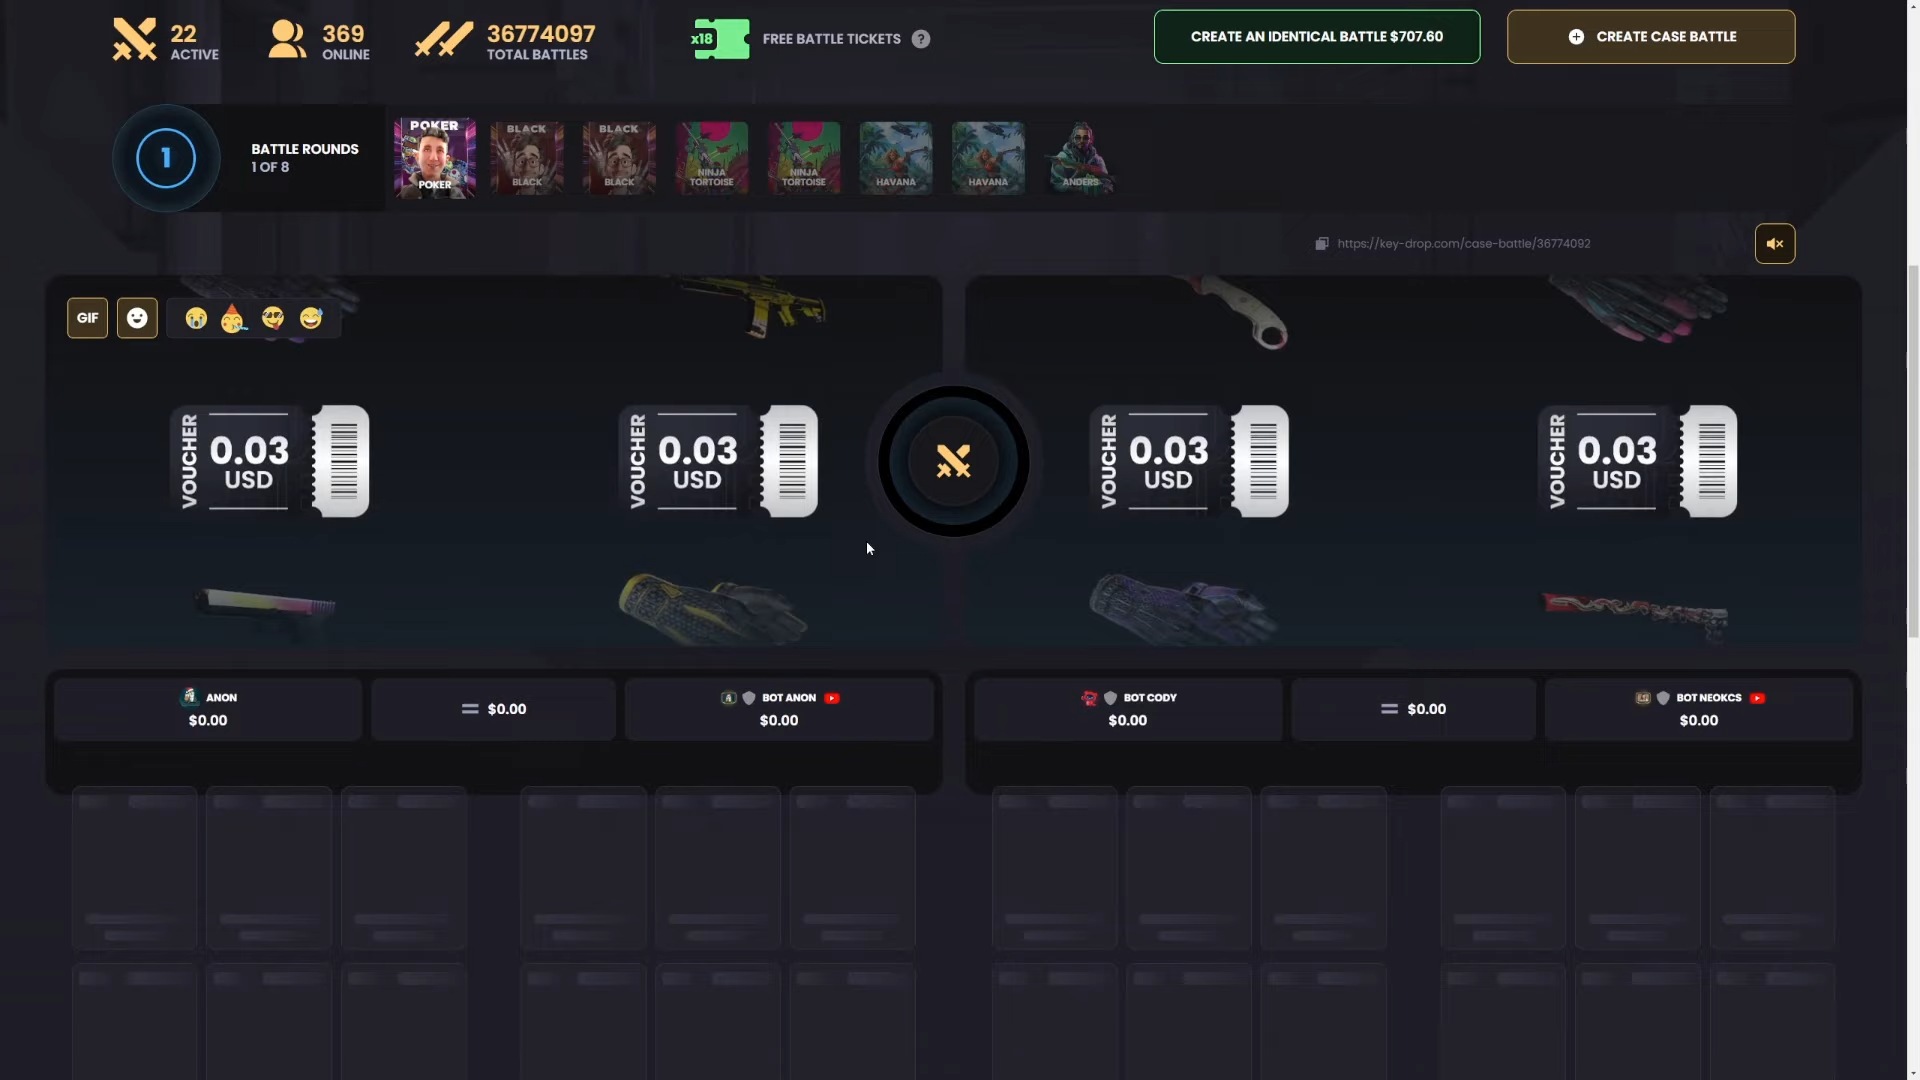 22
ACTIVE
369
ONLINE
36774097
TOTAL BATTLES
x18
FREE BATTLE TICKETS ?
CREATE AN IDENTICAL BATTLE $707.60
CREATE CASE BATTLE
1
BATTLE ROUNDS
1 OF 8
POKER
POKER
BLACK
BLACK
BLACK
BLACK
NINJA
TORTOISE
NINJA
TORTOISE
HAVANA
HAVANA
ANDERS
https://key-drop.com/case-battle/36774092
GIF
VOUCHER
0.03
USD
VOUCHER
0.03
USD
VOUCHER
0.03
USD
VOUCHER
0.03
USD
ANON
$0.00
$0.00
BOT ANON
$0.00
BOT CODY
$0.00
$0.00
BOT NEOKCS
$0.00